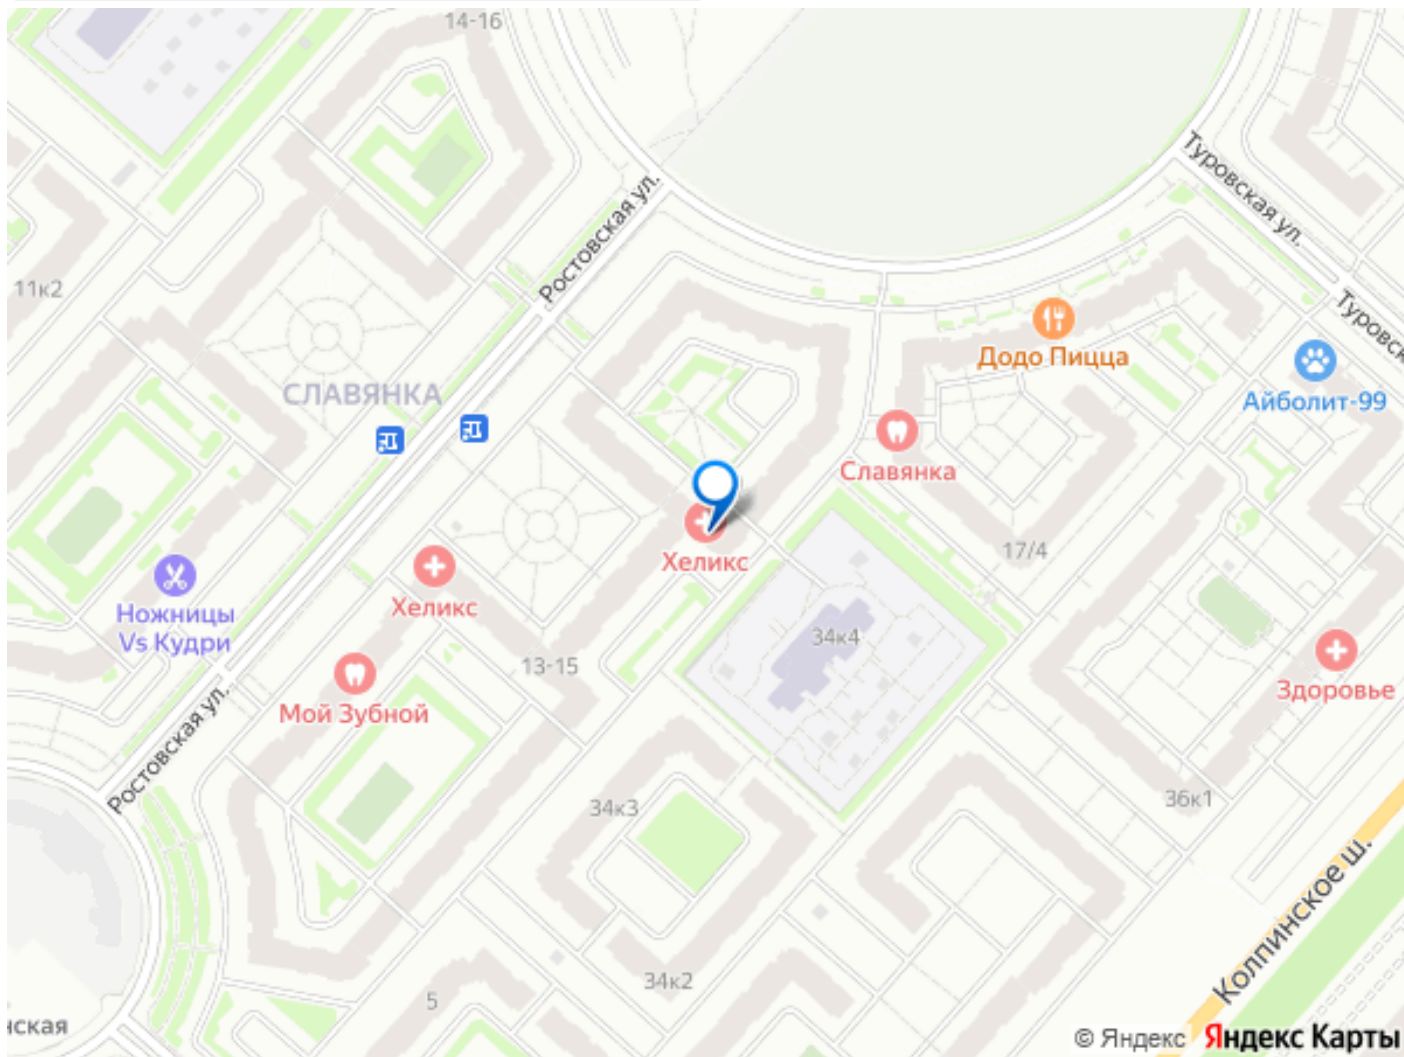 14-16
Туровская ул.
Ростовская ул.
11к2
Туровск
Додо Пицца
СЛАВЯНКА
Айболит-99
Славянка
17/4
Хеликс
Хеликс
Ножницы
Vs Кудри
34к4
13-15
Здоровье
Мой Зубной
Ростовская ул.
36к1
34к3
Колпинское ш.
34к2
5
нская
© Яндекс Яндекс Карты